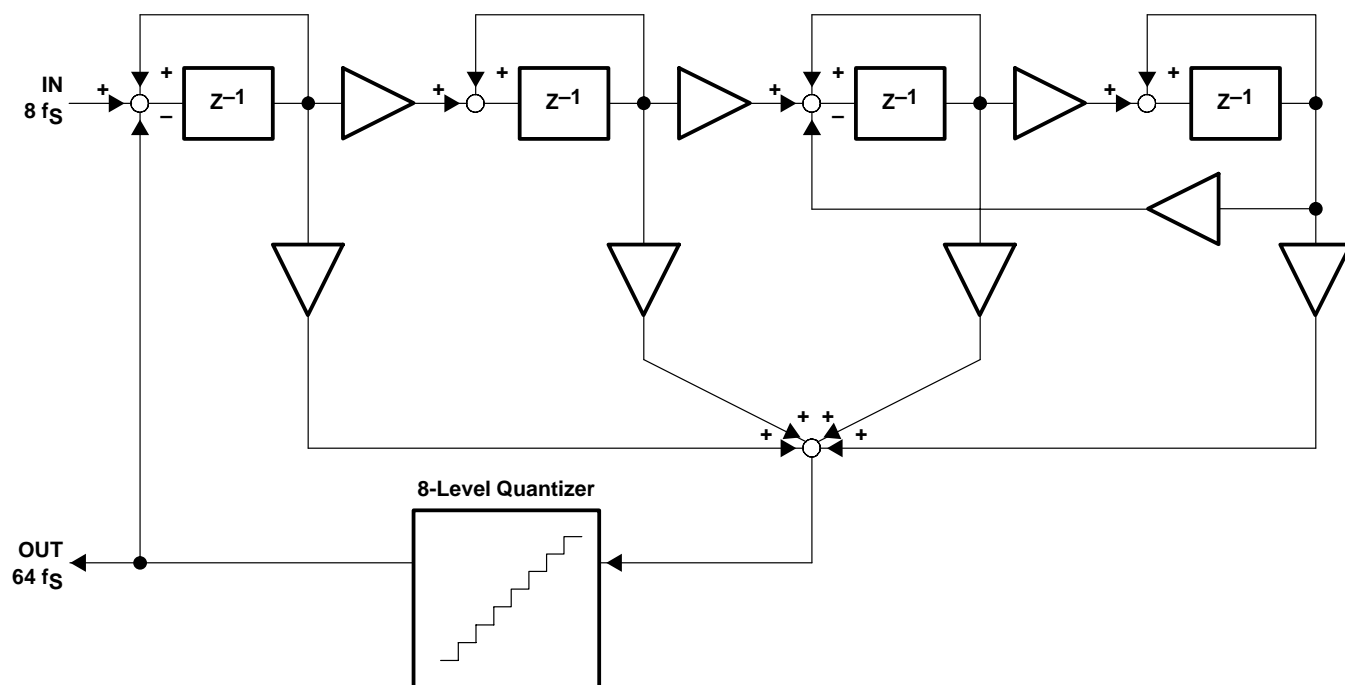 + + + +
IN + Z–1 + Z–1 + Z–1 + Z–1
8 fS – –
+ +
+ +
8-Level Quantizer
OUT
64 fS